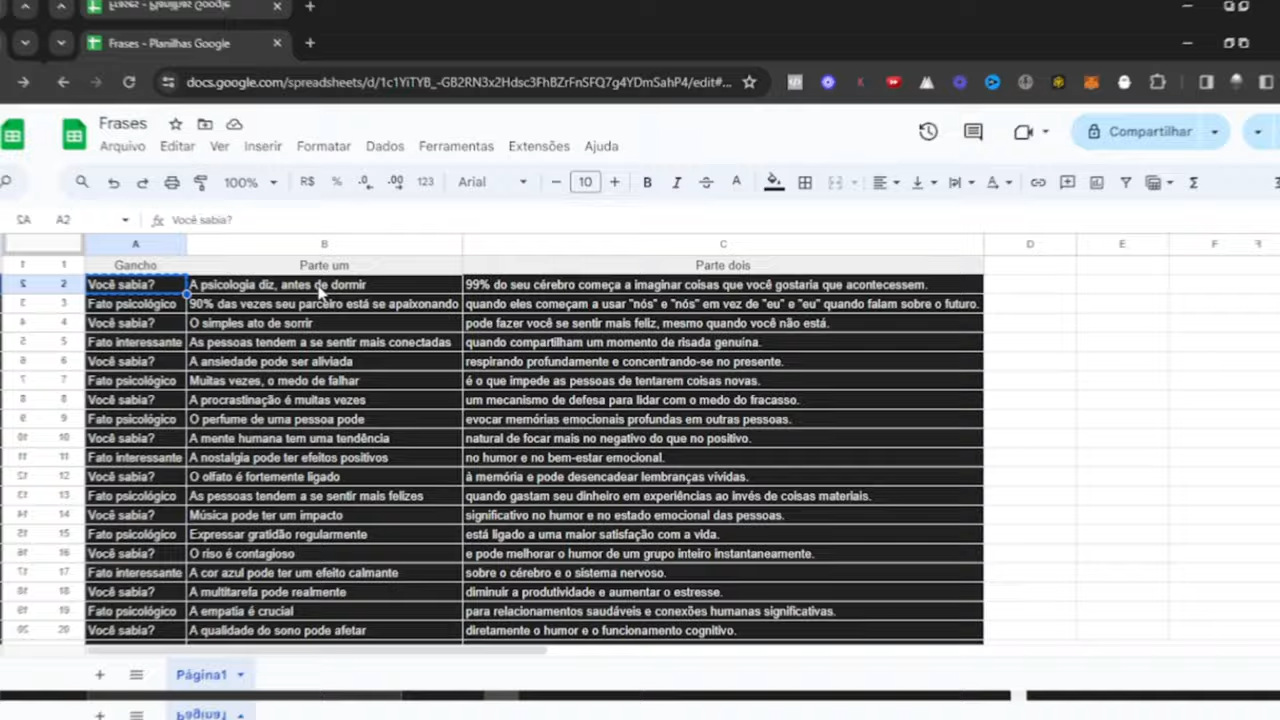 Frases - Planilhas Google
Frases - Planilhas Google
docs.google.com/spreadsheets/d/1c1YiTYB_-GB2RN3x2Hdsc3FhBZrFnSFQ7g4YDmSahP4/edit#...
Frases
Arquivo Editar Ver Inserir Formatar Dados Ferramentas Extensões Ajuda
Compartilhar
100% R$ % .0 .00 123 Arial 10 B I A
A2 fx Você sabia?
A B C D E F
1 Gancho Parte um Parte dois
2 Você sabia? A psicologia diz, antes de dormir 99% do seu cérebro começa a imaginar coisas que você gostaria que acontecessem.
3 Fato psicológico 90% das vezes seu parceiro está se apaixonando quando eles começam a usar "nós" e "nós" em vez de "eu" e "eu" quando falam sobre o futuro.
4 Você sabia? O simples ato de sorrir pode fazer você se sentir mais feliz, mesmo quando você não está.
5 Fato interessante As pessoas tendem a se sentir mais conectadas quando compartilham um momento de risada genuína.
6 Você sabia? A ansiedade pode ser aliviada respirando profundamente e concentrando-se no presente.
7 Fato psicológico Muitas vezes, o medo de falhar é o que impede as pessoas de tentarem coisas novas.
8 Você sabia? A procrastinação é muitas vezes um mecanismo de defesa para lidar com o medo do fracasso.
9 Fato psicológico O perfume de uma pessoa pode evocar memórias emocionais profundas em outras pessoas.
10 Você sabia? A mente humana tem uma tendência natural de focar mais no negativo do que no positivo.
11 Fato interessante A nostalgia pode ter efeitos positivos no humor e no bem-estar emocional.
12 Você sabia? O olfato é fortemente ligado à memória e pode desencadear lembranças vívidas.
13 Fato psicológico As pessoas tendem a se sentir mais felizes quando gastam seu dinheiro em experiências ao invés de coisas materiais.
14 Você sabia? Música pode ter um impacto significativo no humor e no estado emocional das pessoas.
15 Fato psicológico Expressar gratidão regularmente está ligado a uma maior satisfação com a vida.
16 Você sabia? O riso é contagioso e pode melhorar o humor de um grupo inteiro instantaneamente.
17 Fato interessante A cor azul pode ter um efeito calmante sobre o cérebro e o sistema nervoso.
18 Você sabia? A multitarefa pode realmente diminuir a produtividade e aumentar o estresse.
19 Fato psicológico A empatia é crucial para relacionamentos saudáveis e conexões humanas significativas.
20 Você sabia? A qualidade do sono pode afetar diretamente o humor e o funcionamento cognitivo.
Página1
Página1